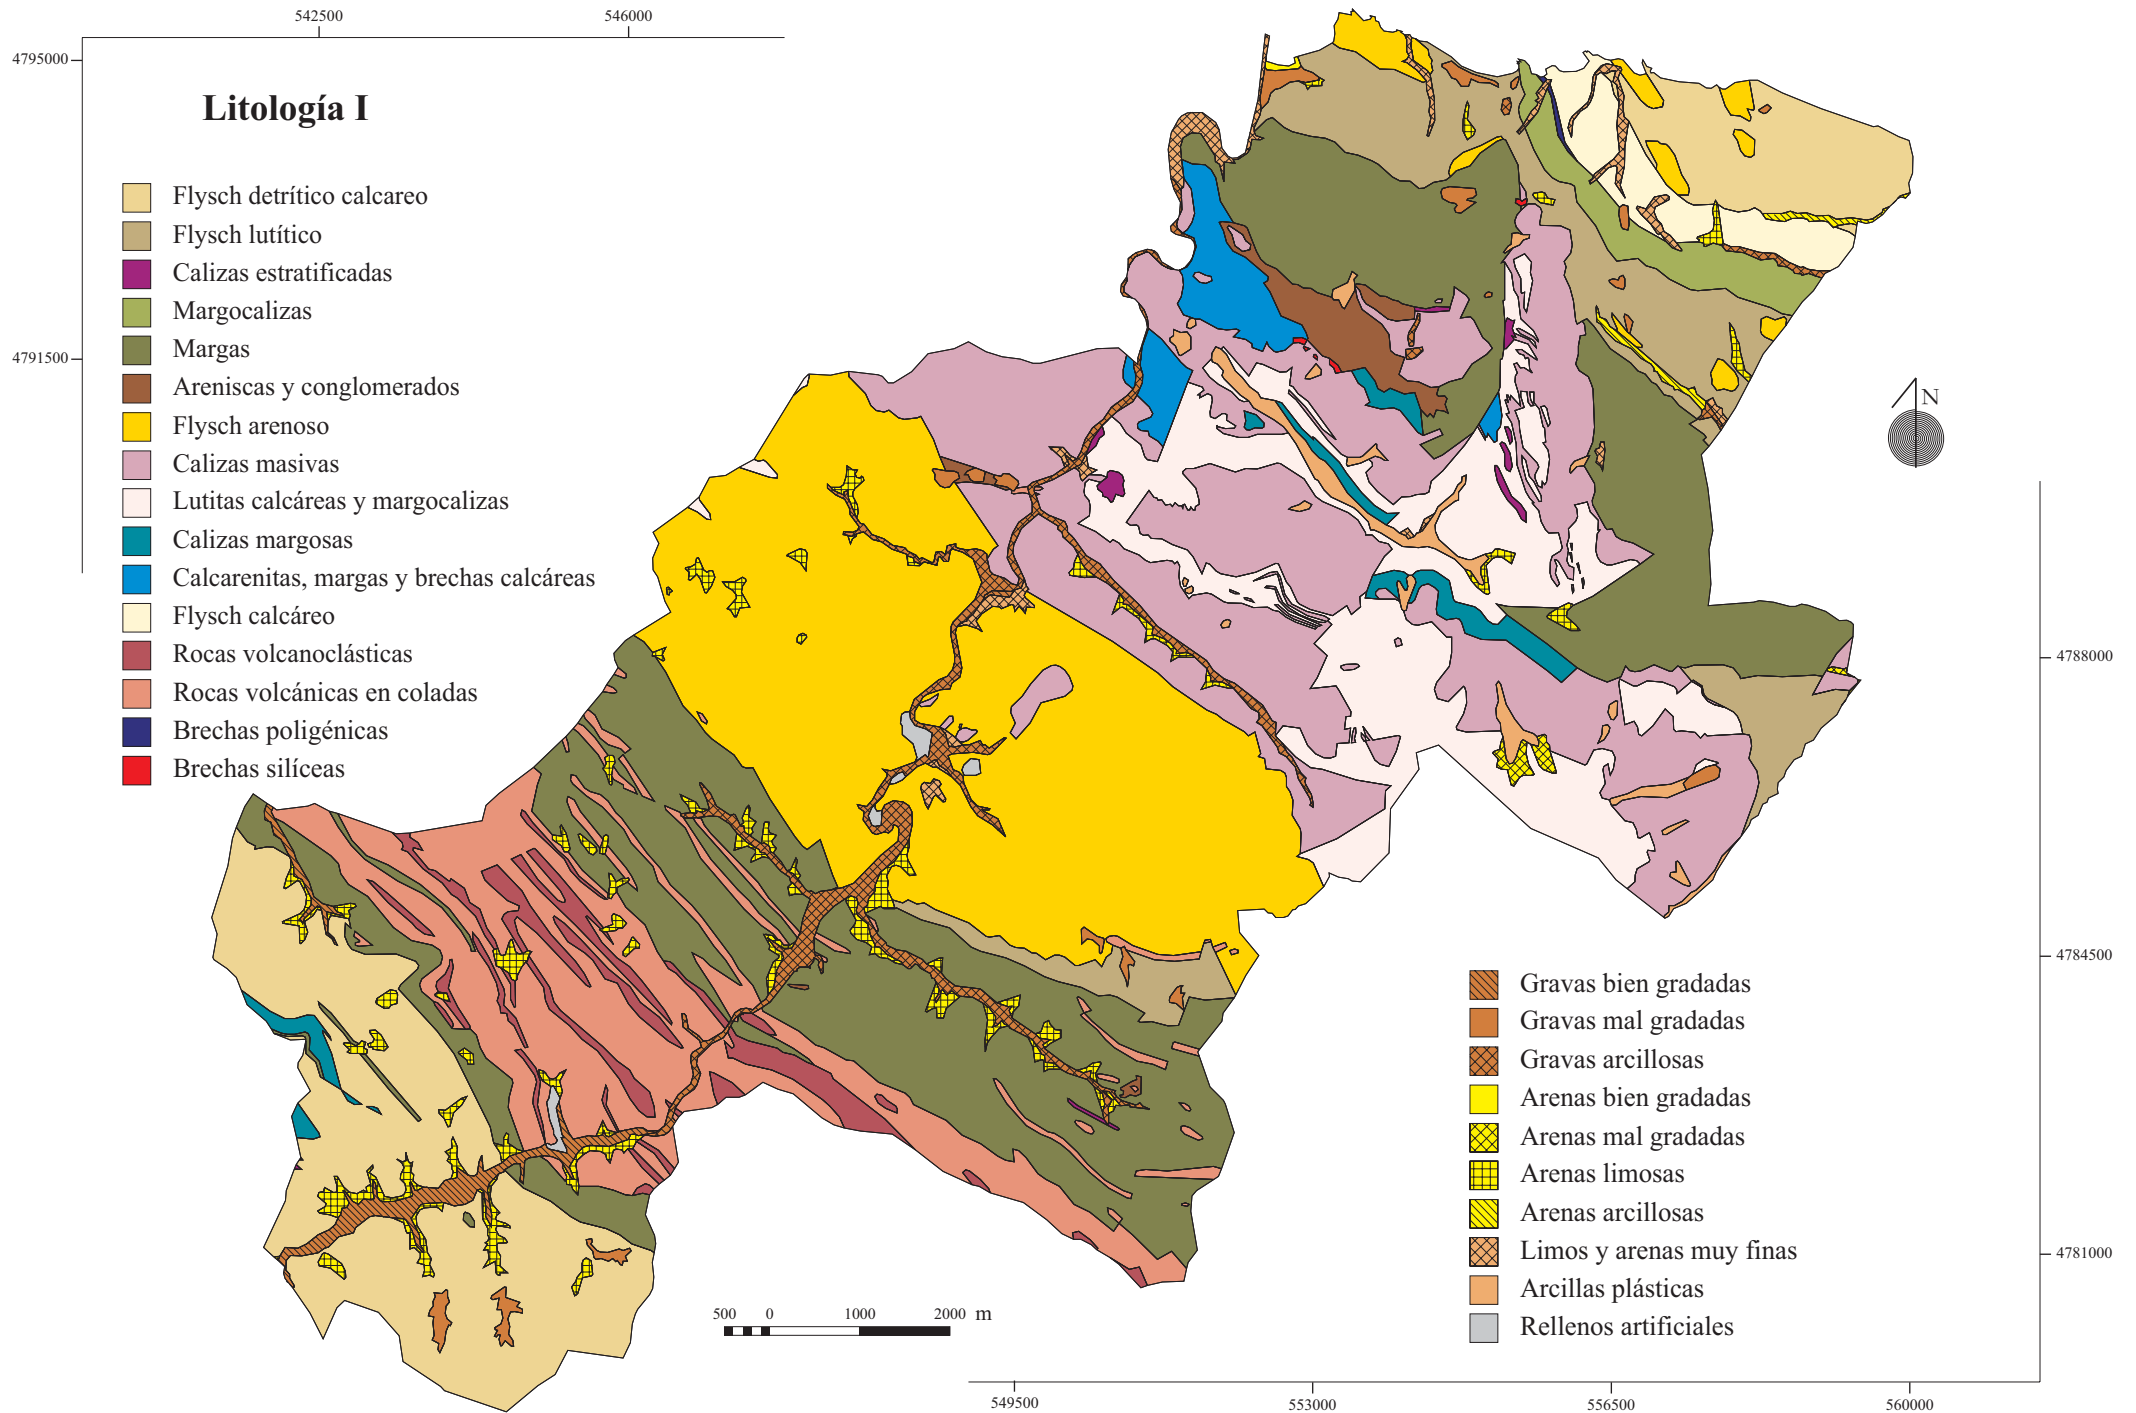 542500 546000
4795000
Litología I
Flysch detrítico calcareo
Flysch lutítico
Calizas estratificadas
Margocalizas
Margas
4791500
Areniscas y conglomerados
N
Flysch arenoso
Calizas masivas
Lutitas calcáreas y margocalizas
Calizas margosas
Calcarenitas, margas y brechas calcáreas
Flysch calcáreo
Rocas volcanoclásticas
4788000
Rocas volcánicas en coladas
Brechas poligénicas
Brechas silíceas
4784500
Gravas bien gradadas
Gravas mal gradadas
Gravas arcillosas
Arenas bien gradadas
Arenas mal gradadas
Arenas limosas
Arenas arcillosas
Limos y arenas muy finas
4781000
Arcillas plásticas
500 0 1000 2000 m
Rellenos artificiales
549500 553000 556500 560000